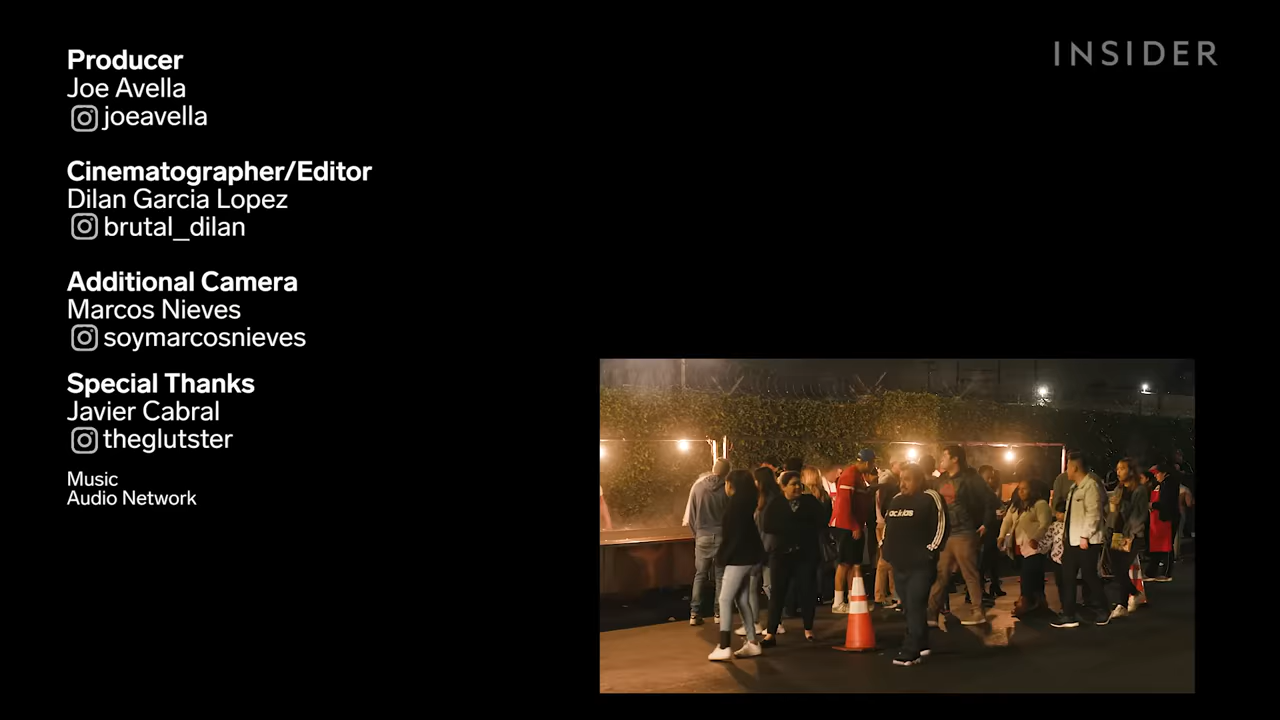 INSIDER
Producer
Joe Avella
joeavella
Cinematographer/Editor
Dilan Garcia Lopez
brutal_dilan
Additional Camera
Marcos Nieves
soymarcosnieves
Special Thanks
Javier Cabral
theglutster
Music
Audio Network
adidas